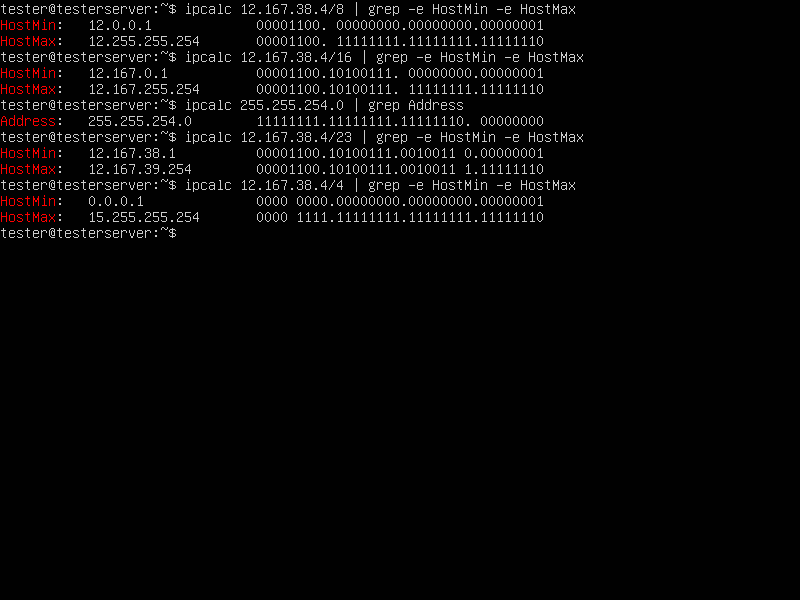 tester@testerserver:~$ ipcalc 12.167.38.4/8 | grep -e HostMin -e HostMax
HostMin:   12.0.0.1             00001100. 00000000.00000000.00000001
HostMax:   12.255.255.254       00001100. 11111111.11111111.11111110
tester@testerserver:~$ ipcalc 12.167.38.4/16 | grep -e HostMin -e HostMax
HostMin:   12.167.0.1           00001100.10100111. 00000000.00000001
HostMax:   12.167.255.254       00001100.10100111. 11111111.11111110
tester@testerserver:~$ ipcalc 255.255.254.0 | grep Address
Address:   255.255.254.0        11111111.11111111.11111110. 00000000
tester@testerserver:~$ ipcalc 12.167.38.4/23 | grep -e HostMin -e HostMax
HostMin:   12.167.38.1          00001100.10100111.0010011 0.00000001
HostMax:   12.167.39.254        00001100.10100111.0010011 1.11111110
tester@testerserver:~$ ipcalc 12.167.38.4/4 | grep -e HostMin -e HostMax
HostMin:   0.0.0.1              0000 0000.00000000.00000000.00000001
HostMax:   15.255.255.254       0000 1111.11111111.11111111.11111110
tester@testerserver:~$